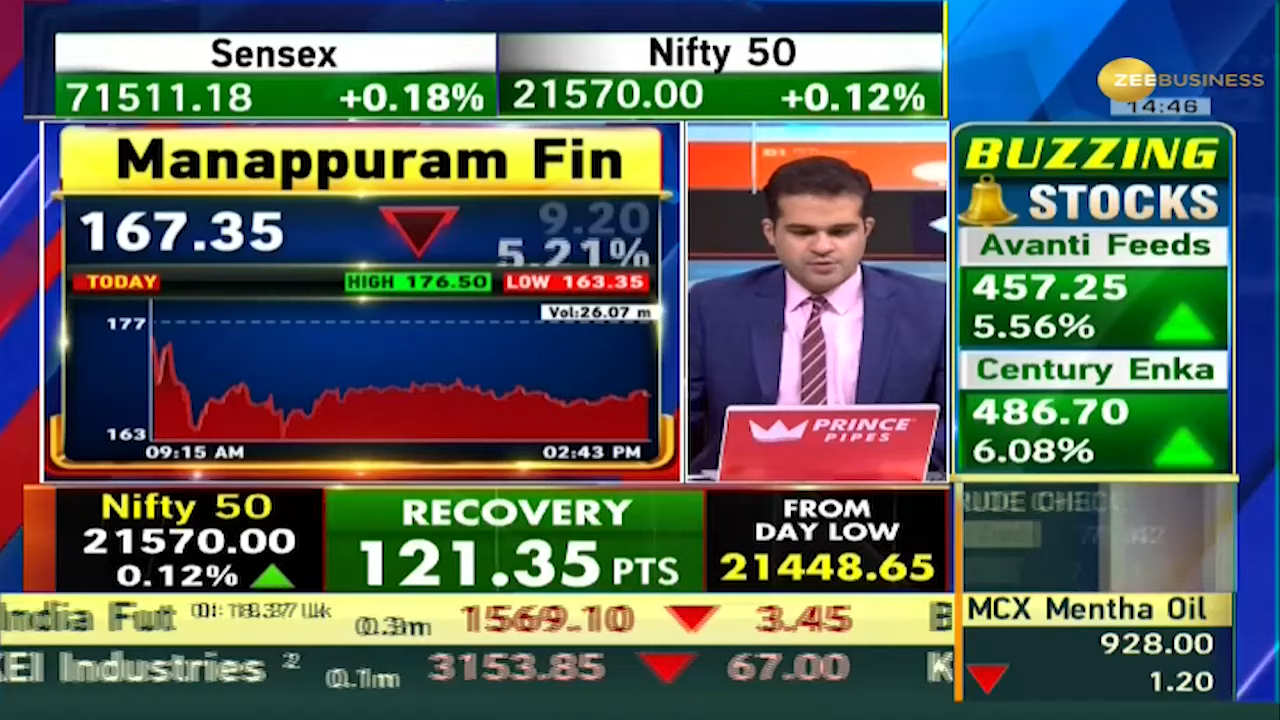 Sensex
71511.18 +0.18%
Nifty 50
21570.00 +0.12%
ZEEBUSINESS
14:46
Manappuram Fin
167.35
9.20
5.21%
TODAY
HIGH 176.50
LOW 163.35
Vol:26.07 m
177
163
09:15 AM
02:43 PM
PRINCE
PIPES
BUZZING
STOCKS
Avanti Feeds
457.25
5.56%
Century Enka
486.70
6.08%
Nifty 50
21570.00
0.12%
RECOVERY
121.35 PTS
FROM
DAY LOW
21448.65
MCX Mentha Oil
928.00
1.20
India Fut 1569.10 3.45
KEI Industries 2 0.1m 3153.85 67.00